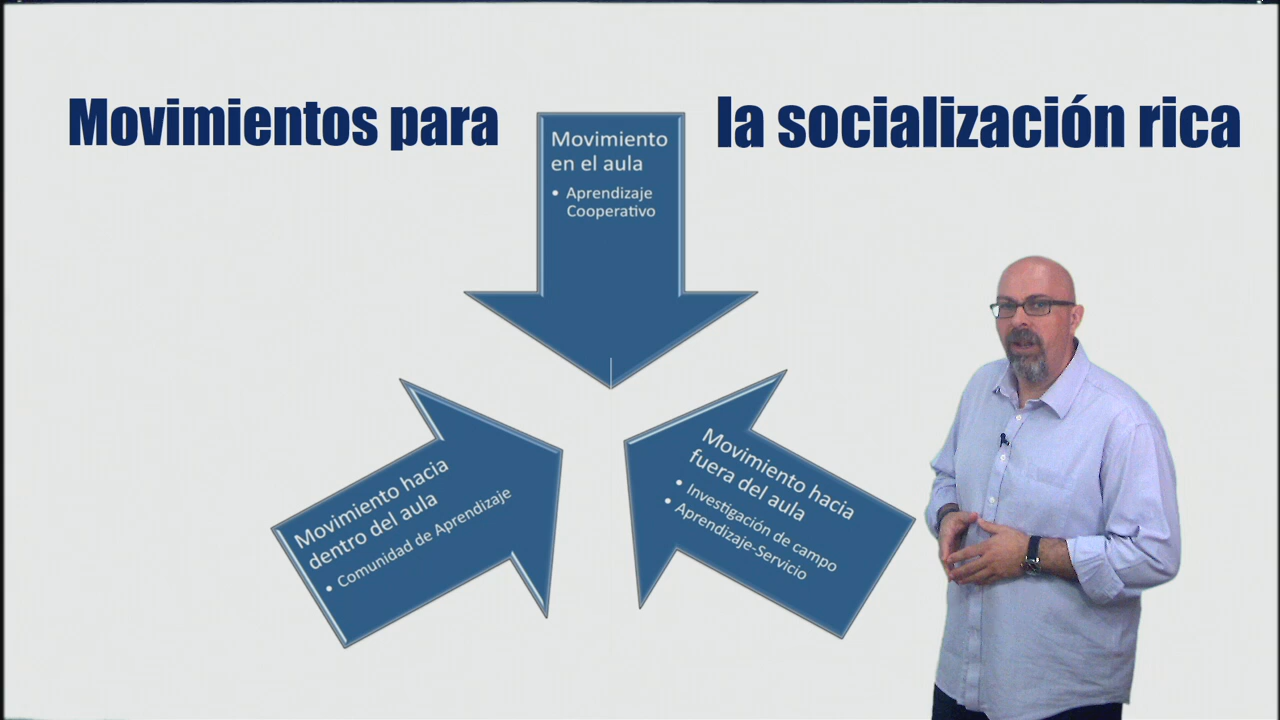 Movimientos para la socialización rica
Movimiento
en el aula
• Aprendizaje
Cooperativo
Movimiento hacia
dentro del aula
• Comunidad de Aprendizaje
Movimiento hacia
fuera del aula
• Investigación de campo
• Aprendizaje-Servicio